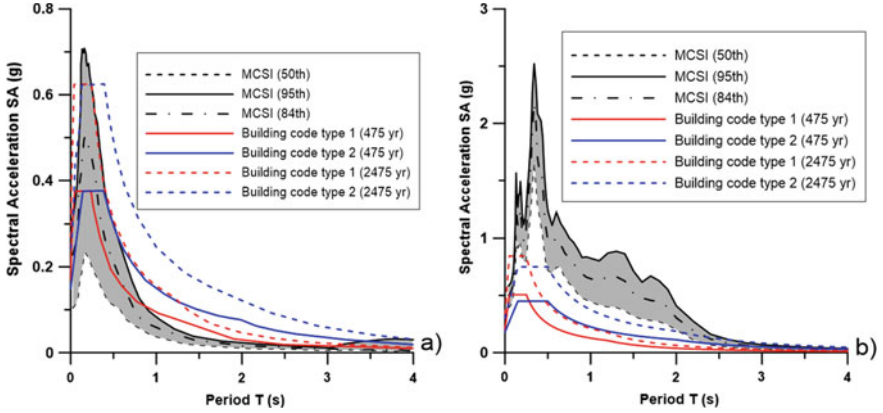 0.8
0.6
0.4
0.2
0
Spectral Acceleration SA (g)
MCSI (50th)
MCSI (95th)
MCSI (84th)
Building code type 1 (475 yr)
Building code type 2 (475 yr)
Building code type 1 (2475 yr)
Building code type 2 (2475 yr)
0 1 2 3 4
Period T (s)
a)
3
2
1
0
Spectral Acceleration SA (g)
MCSI (50th)
MCSI (95th)
MCSI (84th)
Building code type 1 (475 yr)
Building code type 2 (475 yr)
Building code type 1 (2475 yr)
Building code type 2 (2475 yr)
0 1 2 3 4
Period T (s)
b)